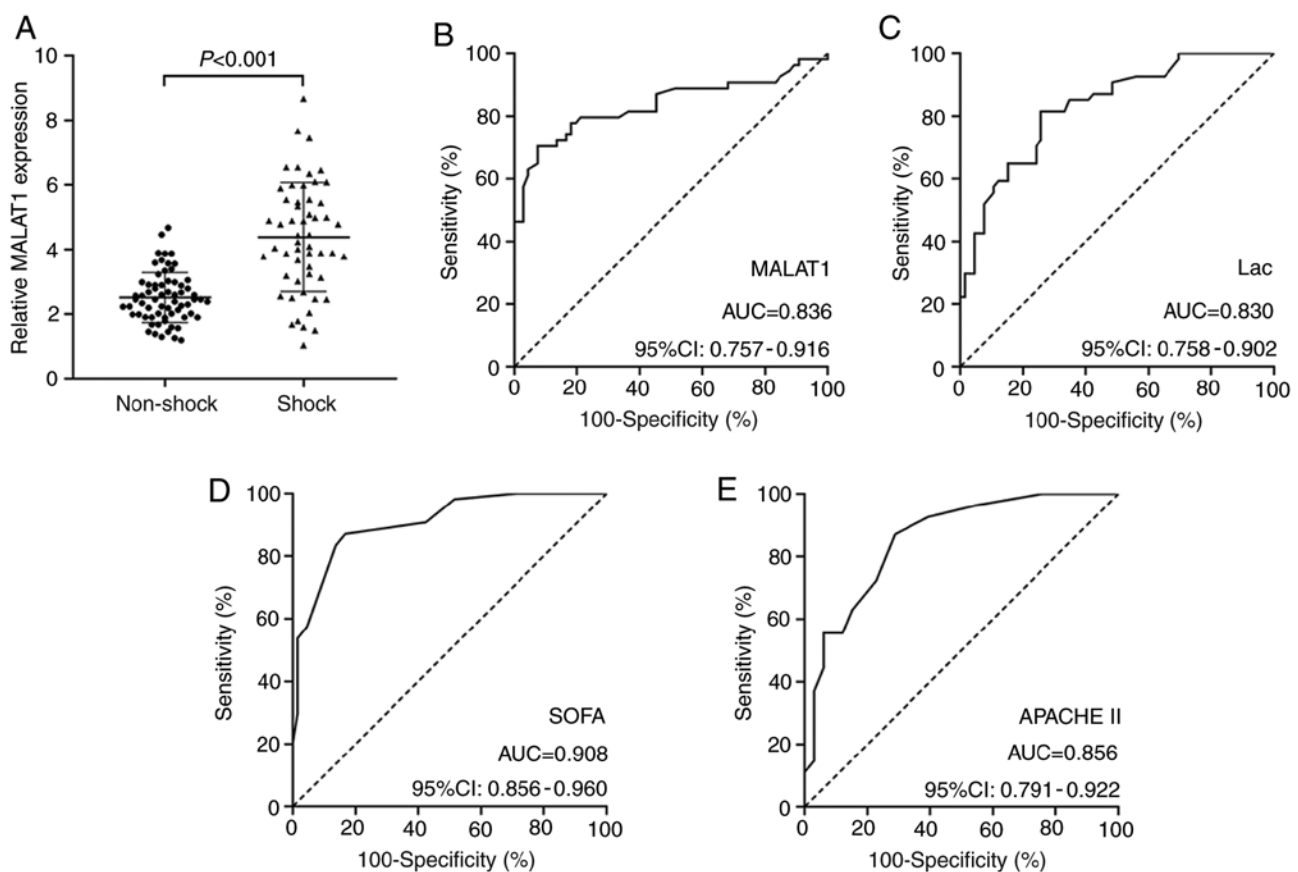 A
P<0.001
Relative MALAT1 expression
10
8
6
4
2
0
Non-shock
Shock
B
Sensitivity (%)
100
80
60
40
20
0
MALAT1
AUC=0.836
95%CI: 0.757-0.916
0 20 40 60 80 100
100-Specificity (%)
C
Sensitivity (%)
100
80
60
40
20
0
Lac
AUC=0.830
95%CI: 0.758-0.902
0 20 40 60 80 100
100-Specificity (%)
D
Sensitivity (%)
100
80
60
40
20
0
SOFA
AUC=0.908
95%CI: 0.856-0.960
0 20 40 60 80 100
100-Specificity (%)
E
Sensitivity (%)
100
80
60
40
20
0
APACHE II
AUC=0.856
95%CI: 0.791-0.922
0 20 40 60 80 100
100-Specificity (%)